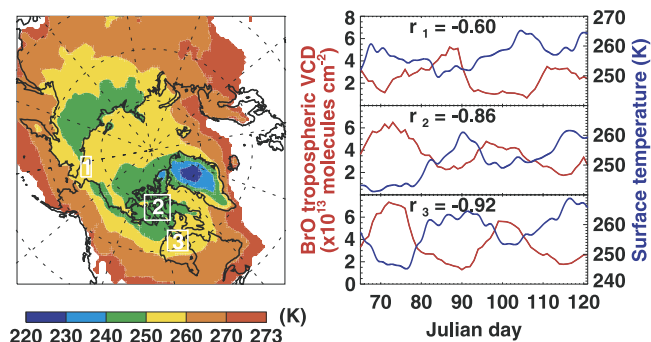 1
2
3
220 230 240 250 260 270 273 (K)
BrO tropospheric VCD
(x10¹³ molecules cm⁻²)
8
6
4
2
r₁ = -0.60
270
260
250
6
4
2
r₂ = -0.86
260
250
6
4
2
0
r₃ = -0.92
260
250
240
70 80 90 100 110 120
Julian day
Surface temperature (K)